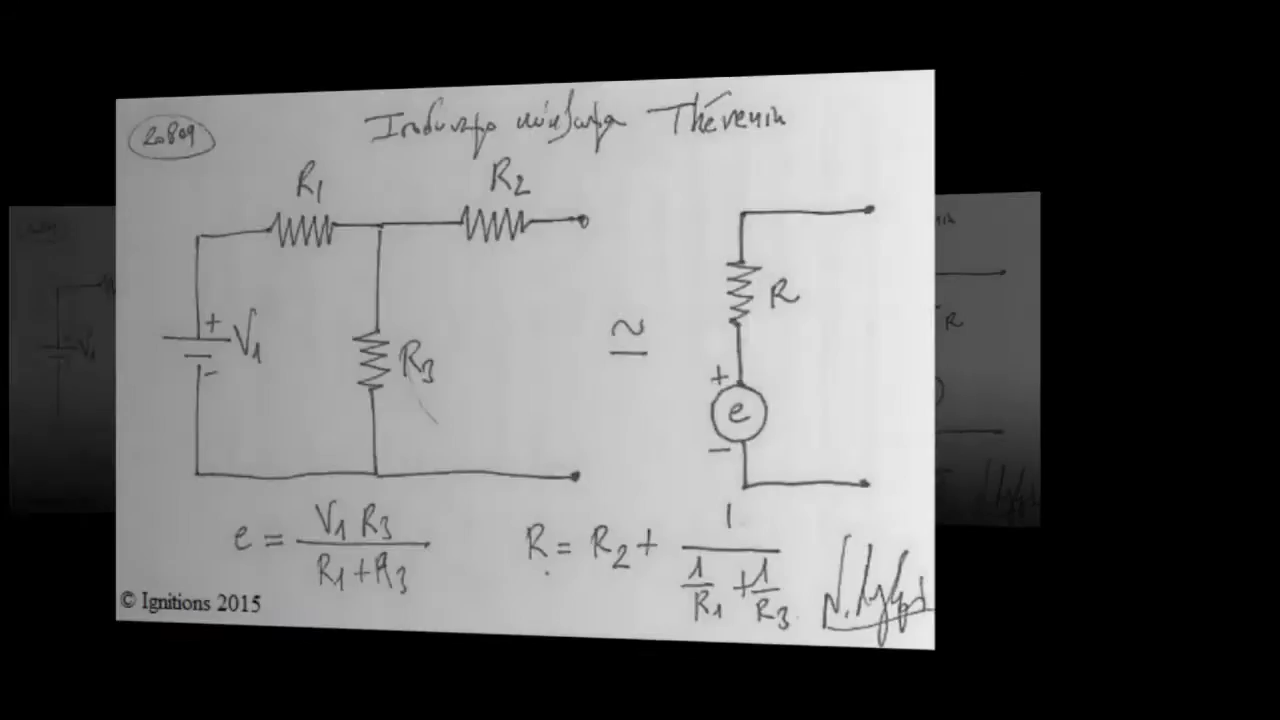 20809
Ισοδύναμο κύκλωμα Thévenin
R1 R2
+ V1
-
R3
≃
R
+
e
-
e = V1 R3 / R1 + R3
R = R2 + 1 / 1/R1 + 1/R3
© Ignitions 2015